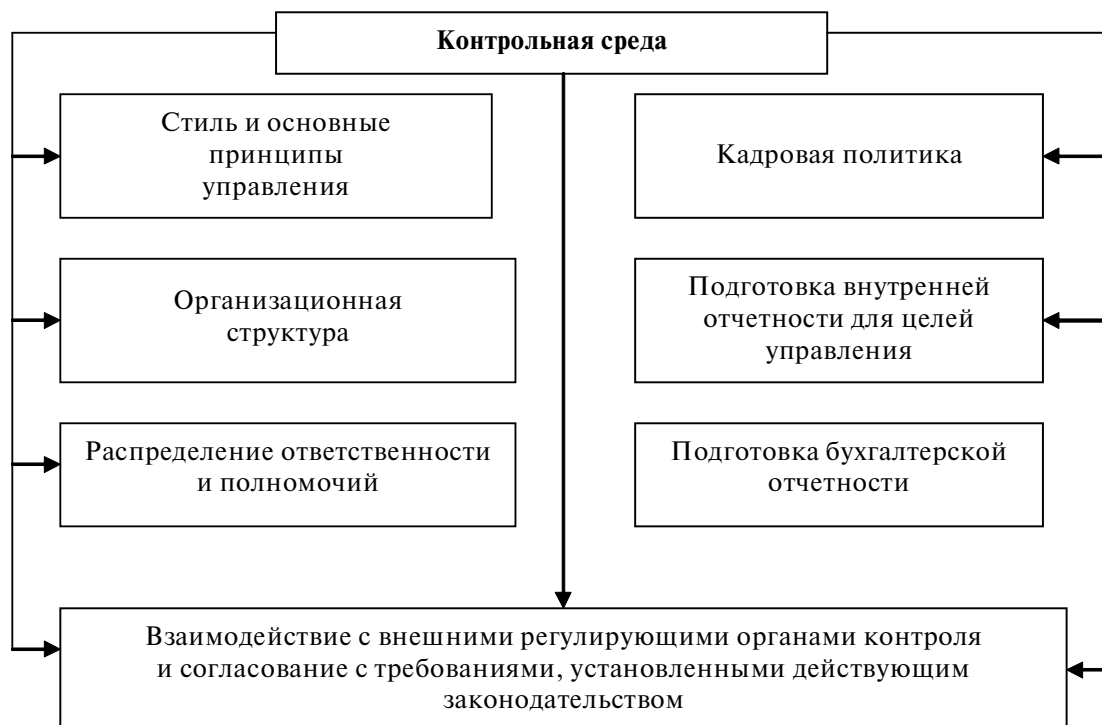 Контрольная среда
Стиль и основные
принципы
управления
Кадровая политика
Организационная
структура
Подготовка внутренней
отчетности для целей
управления
Распределение ответственности
и полномочий
Подготовка бухгалтерской
отчетности
Взаимодействие с внешними регулирующими органами контроля
и согласование с требованиями, установленными действующим
законодательством